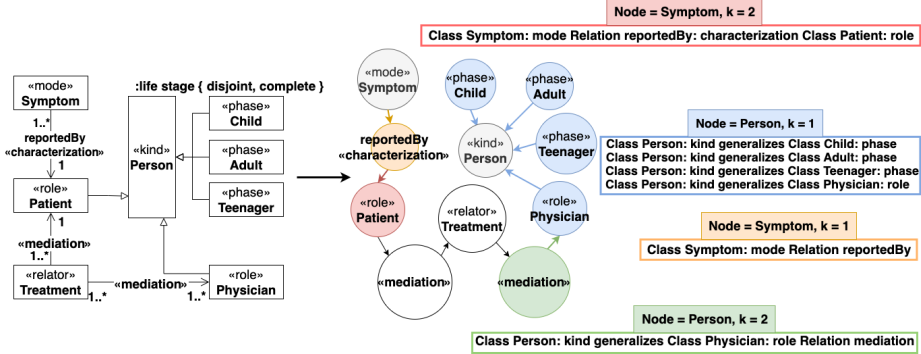 Node = Symptom, k = 2
Class Symptom: mode Relation reportedBy: characterization Class Patient: role
:life stage { disjoint, complete }
«mode»
Symptom
1..*
reportedBy
«characterization»
1
«role»
Patient
1
«mediation»
1..*
«relator»
Treatment
1..*
«mediation»
1..*
«role»
Physician
«kind»
Person
«phase»
Child
«phase»
Adult
«phase»
Teenager
«mode»
Symptom
reportedBy
«characterization»
«role»
Patient
«mediation»
«relator»
Treatment
«mediation»
«role»
Physician
«kind»
Person
«phase»
Child
«phase»
Adult
«phase»
Teenager
Node = Person, k = 1
Class Person: kind generalizes Class Child: phase
Class Person: kind generalizes Class Adult: phase
Class Person: kind generalizes Class Teenager: phase
Class Person: kind generalizes Class Physician: role
Node = Symptom, k = 1
Class Symptom: mode Relation reportedBy
Node = Person, k = 2
Class Person: kind generalizes Class Physician: role Relation mediation